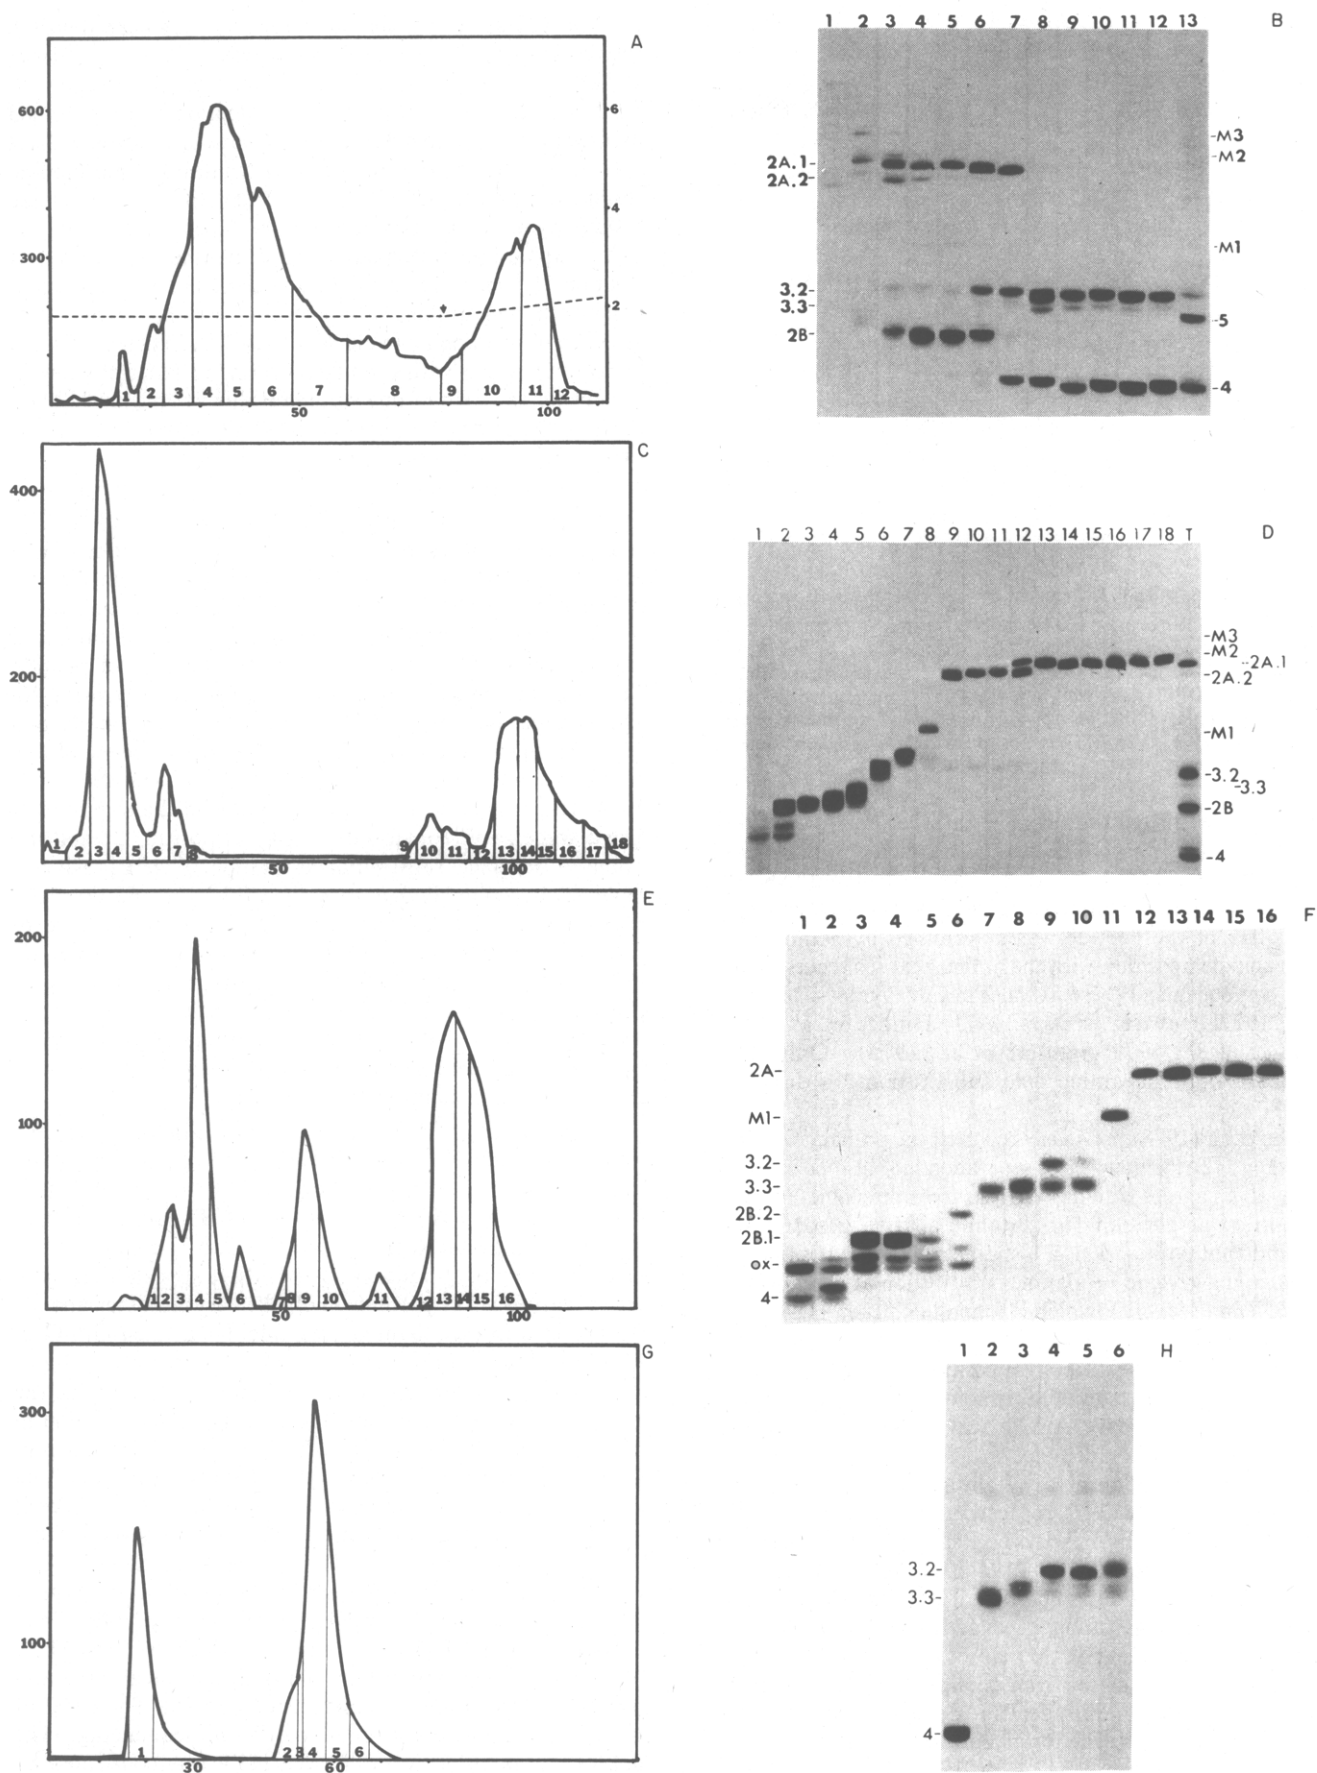 A
600
300
6
4
2
1 2 3 4 5 6 7 8 9 10 11 12
50 100
1 2 3 4 5 6 7 8 9 10 11 12 13 B
2A.1-
2A.2-
3.2-
3.3-
2B-
-M3
-M2
-M1
-5
-4
C
400
200
1 2 3 4 5 6 7 8 9 10 11 12 13 14 15 16 17 18
50 100
1 2 3 4 5 6 7 8 9 10 11 12 13 14 15 16 17 18 T D
-M3
-M2
-2A.1
-2A.2
-M1
-3.2
-3.3
-2B
-4
E
200
100
1 2 3 4 5 6 7 8 9 10 11 12 13 14 15 16
50 100
1 2 3 4 5 6 7 8 9 10 11 12 13 14 15 16 F
2A-
M1-
3.2-
3.3-
2B.2-
2B.1-
ox-
4-
G
300
100
1 2 3 4 5 6
30 60
1 2 3 4 5 6 H
3.2-
3.3-
4-